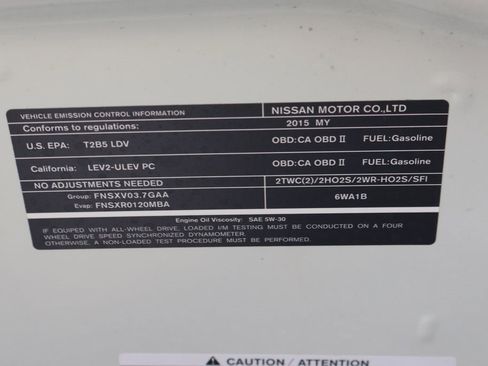 VEHICLE EMISSION CONTROL INFORMATION NISSAN MOTOR CO.,LTD
Conforms to regulations: 2015 MY
U.S. EPA: T2B5 LDV OBD:CA OBD II FUEL:Gasoline
California: LEV2-ULEV PC OBD:CA OBD II FUEL:Gasoline
NO ADJUSTMENTS NEEDED 2TWC(2)/2HO2S/2WR-HO2S/SFI
Group: FNSXV03.7GAA
Evap: FNSXR0120MBA 6WA1B
Engine Oil Viscosity: SAE 5W-30
IF EQUIPPED WITH ALL-WHEEL DRIVE, LOADED I/M TESTING MUST BE CONDUCTED ON A FOUR
WHEEL DRIVE SPEED SYNCHRONIZED DYNAMOMETER.
OTHERWISE, A NON-LOADED TEST PROCEDURE MUST BE CONDUCTED.
CAUTION / ATTENTION